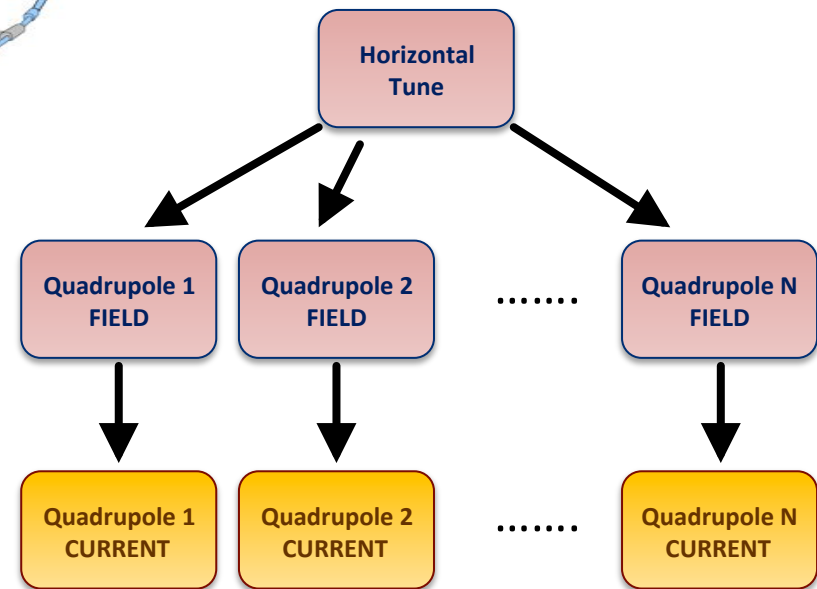 Horizontal
Tune
Quadrupole 1
FIELD
Quadrupole 2
FIELD
.......
Quadrupole N
FIELD
Quadrupole 1
CURRENT
Quadrupole 2
CURRENT
.......
Quadrupole N
CURRENT